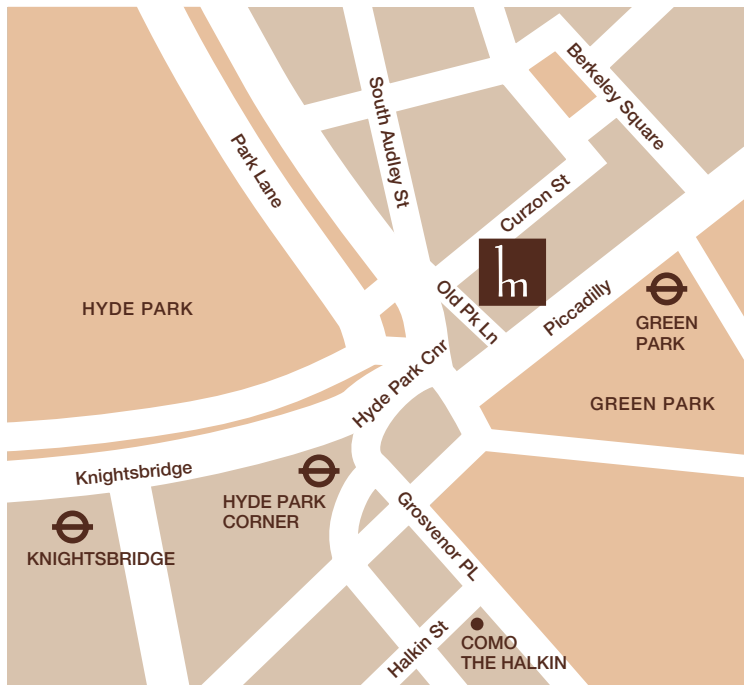 Berkeley Square
South Audley St
Park Lane
Curzon St
hm
Old Pk Ln
Piccadilly
HYDE PARK
GREEN
PARK
Hyde Park Cnr
GREEN PARK
Knightsbridge
HYDE PARK
CORNER
Grosvenor PL
KNIGHTSBRIDGE
Halkin St
COMO
THE HALKIN